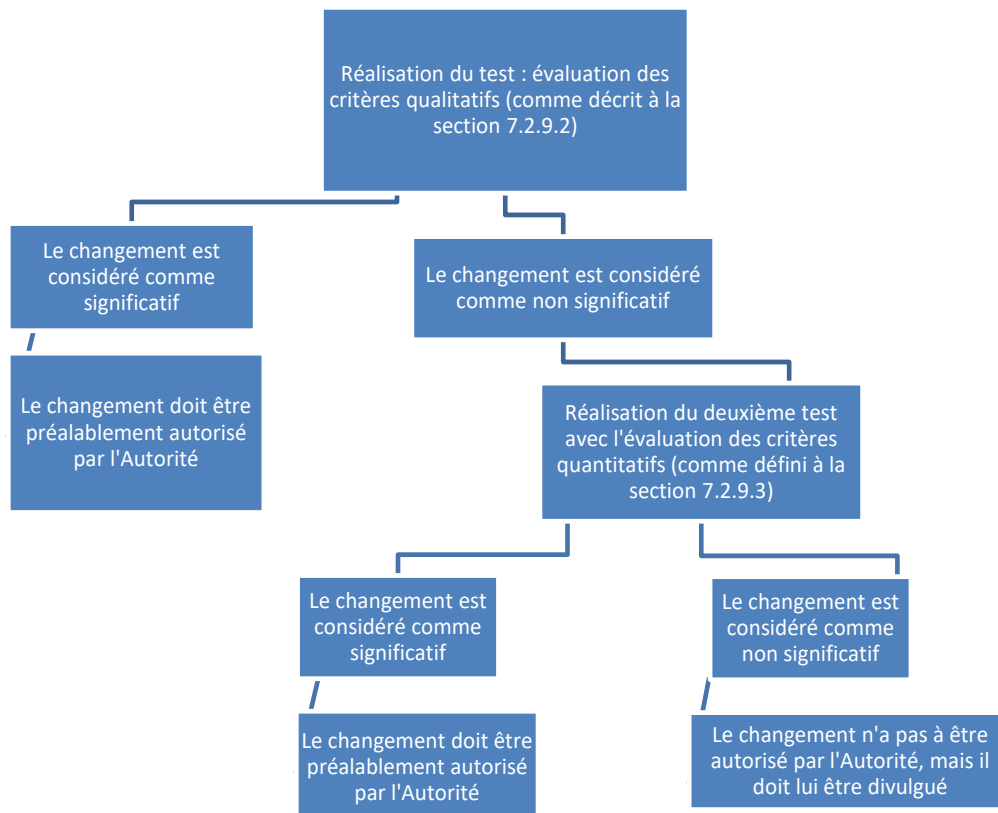 Réalisation du test : évaluation des
critères qualitatifs (comme décrit à la
section 7.2.9.2)
Le changement est
considéré comme
significatif
Le changement est considéré
comme non significatif
Le changement doit être
préalablement autorisé
par l'Autorité
Réalisation du deuxième test
avec l'évaluation des critères
quantitatifs (comme défini à la
section 7.2.9.3)
Le changement est
considéré comme
significatif
Le changement est
considéré comme
non significatif
Le changement doit être
préalablement autorisé
par l'Autorité
Le changement n'a pas à être
autorisé par l'Autorité, mais il
doit lui être divulgué